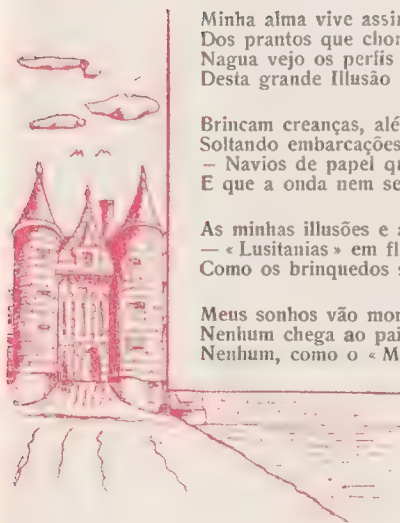 Minha alma vive assim
Dos prantos que chor
Nagua vejo os perfis
Desta grande Illusão
Brincam creanças, alé
Soltando embarcações
– Navios de papel qu
E que a onda nem se
As minhas illusões e a
— « Lusitanias » em fl
Como os brinquedos s
Meus sonhos vão mor
Nenhum chega ao pai
Nenhum, como o « M